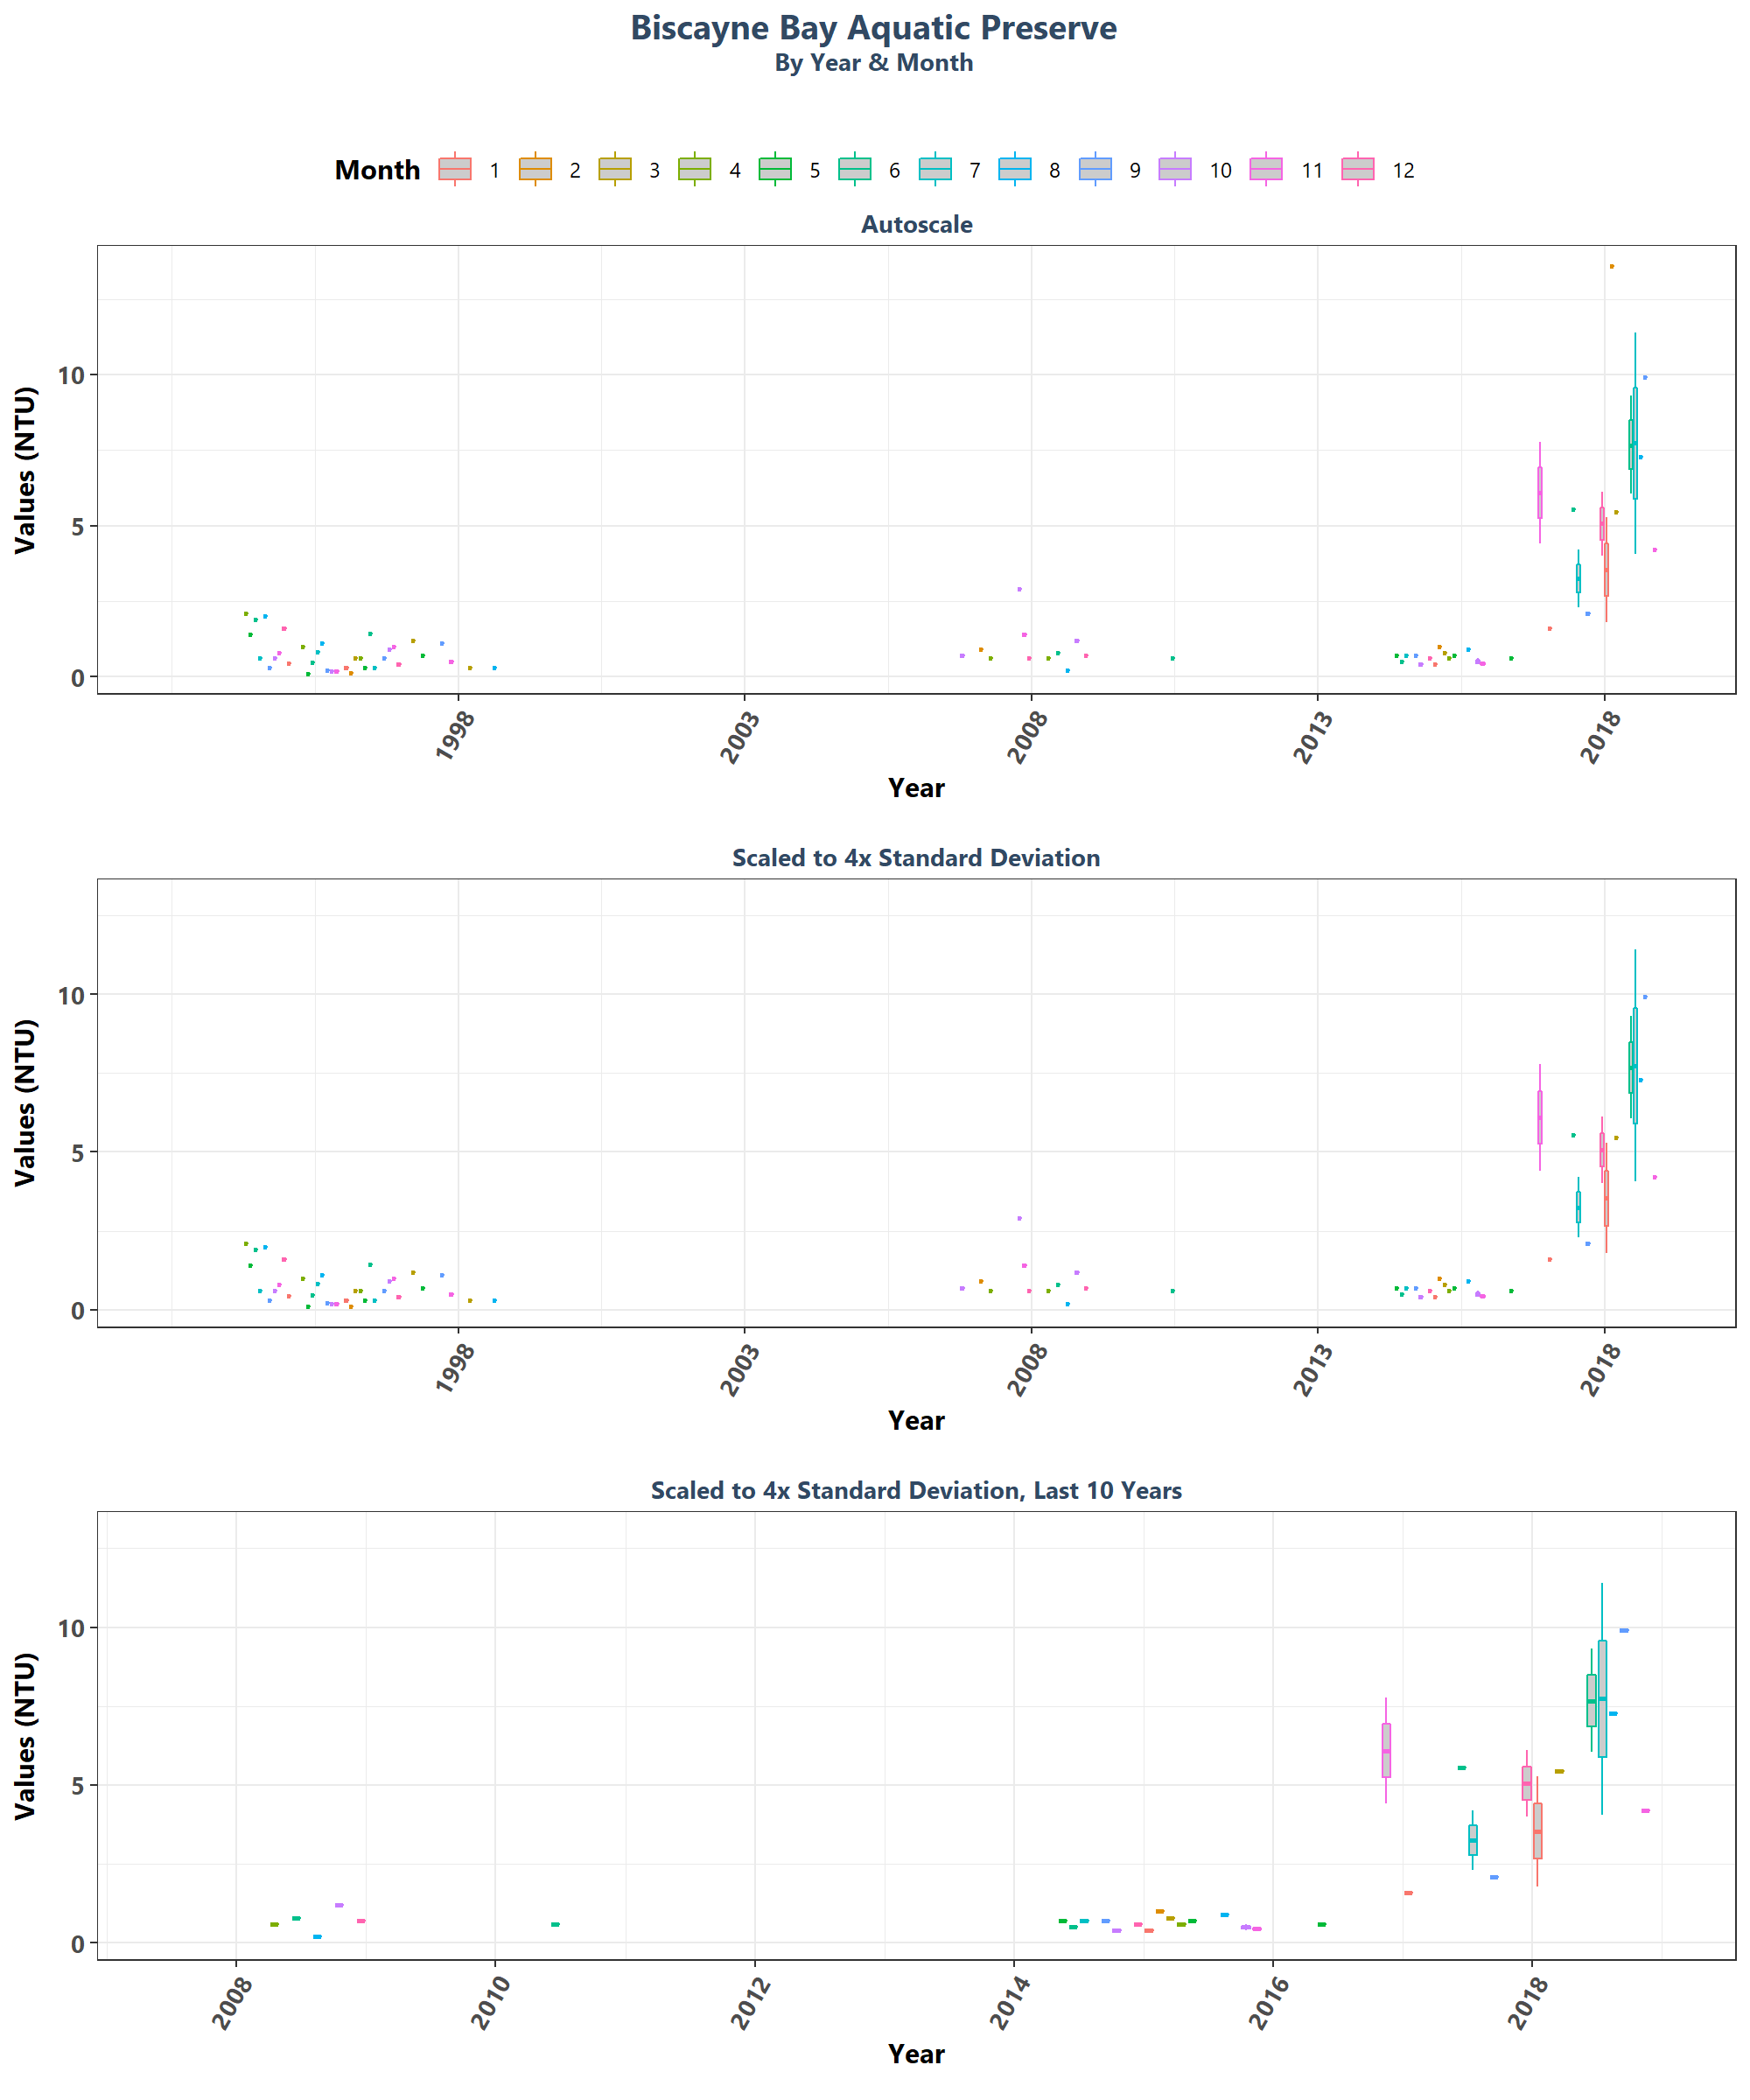 Biscayne Bay Aquatic Preserve
By Year & Month
Month 1 2 3 4 5 6 7 8 9 10 11 12
Autoscale
Values (NTU)
10
5
0
1998 2003 2008 2013 2018
Year
Scaled to 4x Standard Deviation
Values (NTU)
10
5
0
1998 2003 2008 2013 2018
Year
Scaled to 4x Standard Deviation, Last 10 Years
Values (NTU)
10
5
0
2008 2010 2012 2014 2016 2018
Year